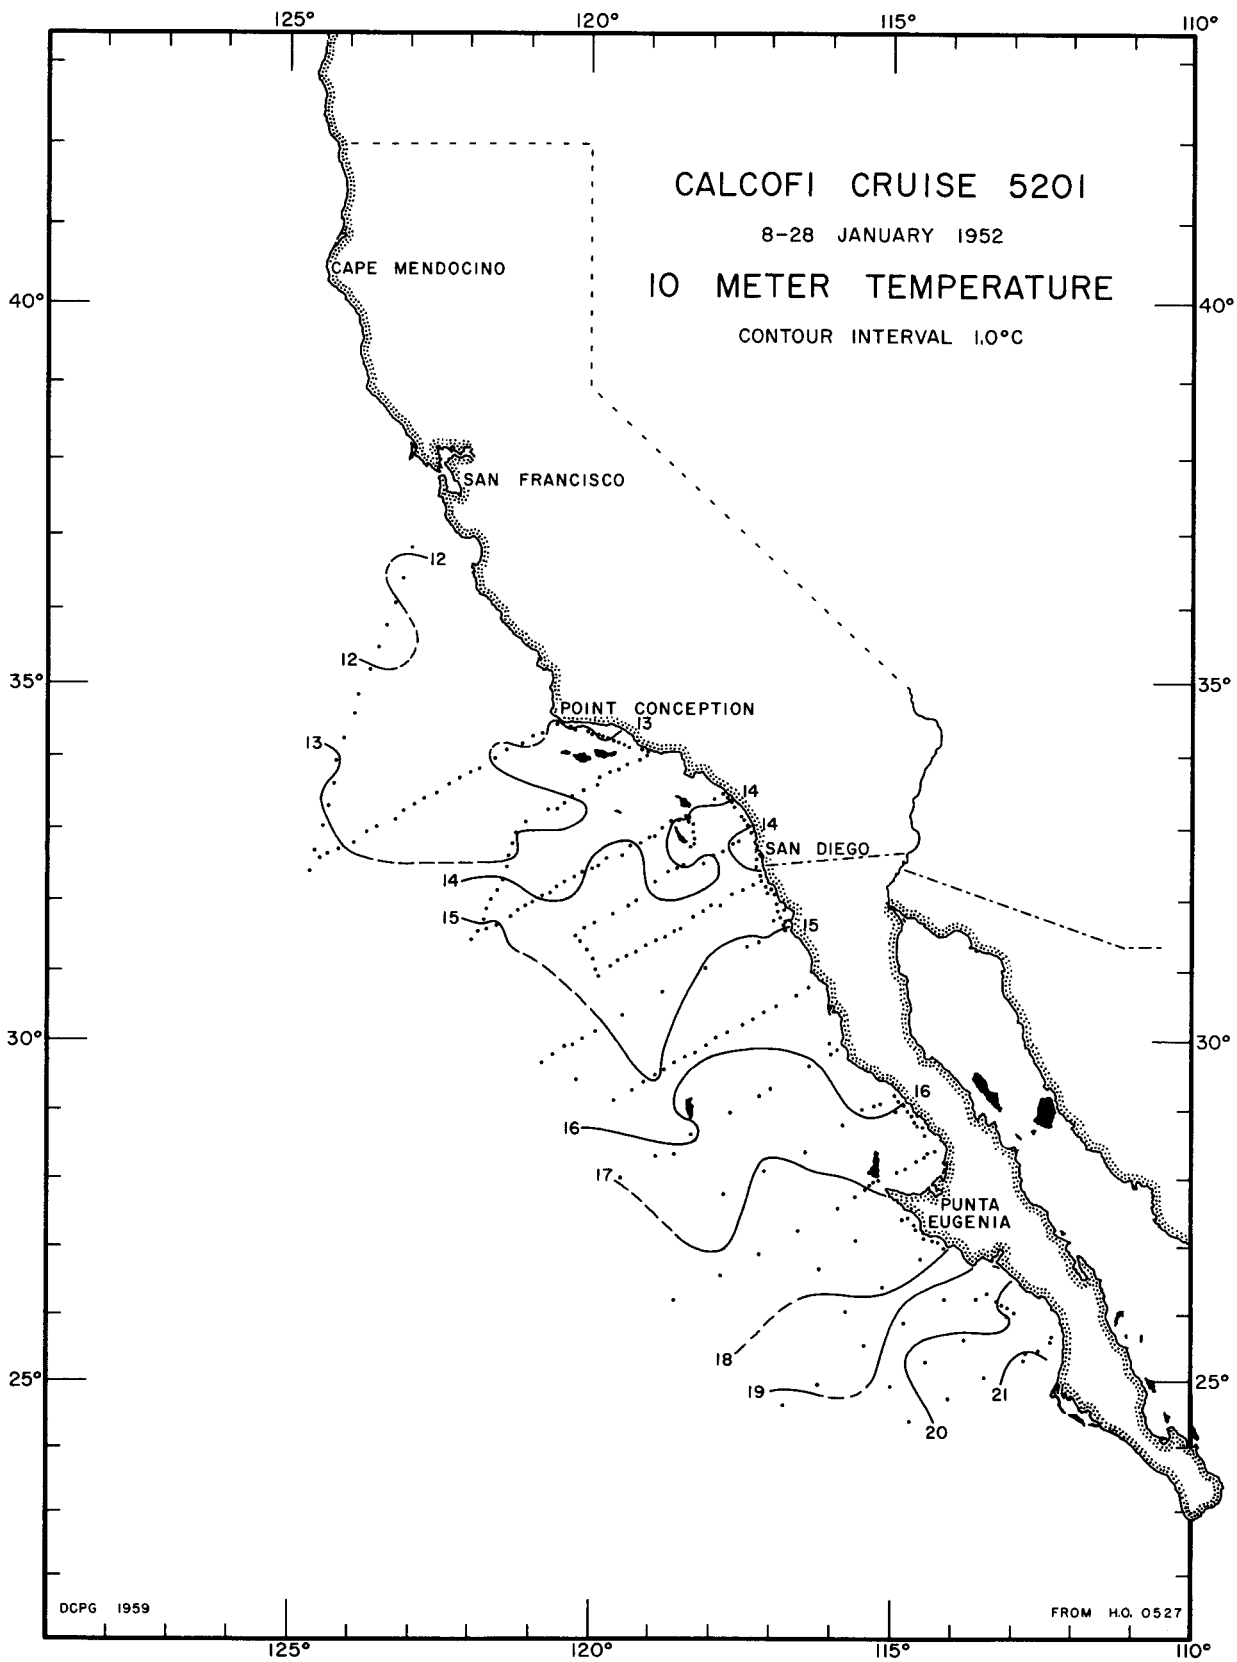 125° 120° 115° 110°
CALCOFI CRUISE 5201
8-28 JANUARY 1952
10 METER TEMPERATURE
CONTOUR INTERVAL 1.0°C
CAPE MENDOCINO
40° 40°
SAN FRANCISCO
12
12
35° 35°
POINT CONCEPTION
13
13
14
14
SAN DIEGO
14
15
15
30° 30°
16
16
17
PUNTA
EUGENIA
18
25° 25°
19
21
20
DCPG 1959
FROM H.O. 0527
125° 120° 115° 110°